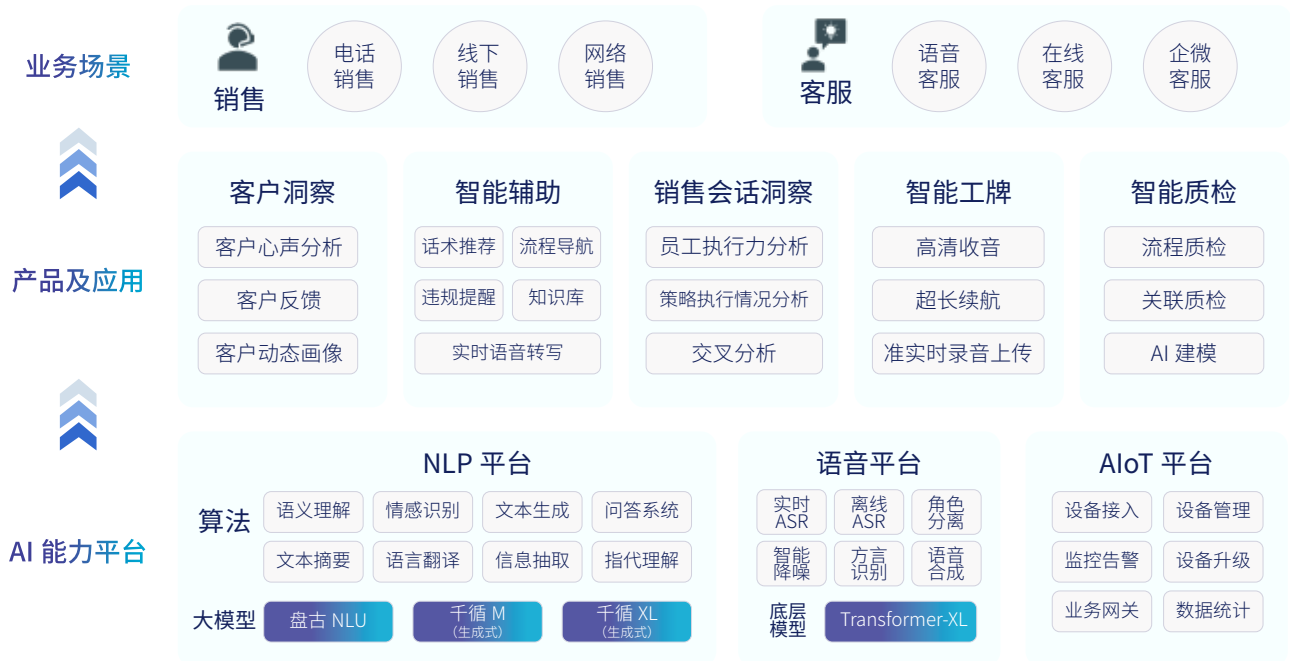 业务场景
销售
电话
销售
线下
销售
网络
销售
客服
语音
客服
在线
客服
企微
客服
产品及应用
客户洞察
客户心声分析
客户反馈
客户动态画像
智能辅助
话术推荐
流程导航
违规提醒
知识库
实时语音转写
销售会话洞察
员工执行力分析
策略执行情况分析
交叉分析
智能工牌
高清收音
超长续航
准实时录音上传
智能质检
流程质检
关联质检
AI 建模
AI 能力平台
NLP 平台
算法
语义理解
情感识别
文本生成
问答系统
文本摘要
语言翻译
信息抽取
指代理解
大模型
盘古 NLU
千循 M
(生成式)
千循 XL
(生成式)
语音平台
实时
ASR
离线
ASR
角色
分离
智能
降噪
方言
识别
语音
合成
底层
模型
Transformer-XL
AIoT 平台
设备接入
设备管理
监控告警
设备升级
业务网关
数据统计